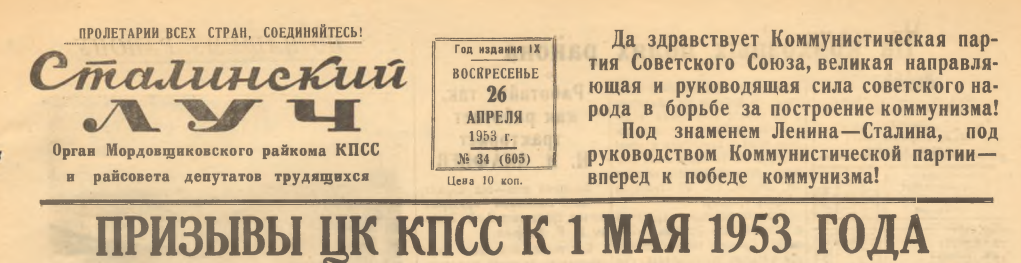 ПРОЛЕТАРИИ ВСЕХ СТРАН, СОЕДИНЯЙТЕСЬ!
Сталинский
ЛУЧ
Орган Мордовщиковского райкома КПСС
и райсовета депутатов трудящихся
Год издания IX
ВОСКРЕСЕНЬЕ
26
АПРЕЛЯ
1953 г.
№ 34 (605)
Цена 10 коп.
Да здравствует Коммунистическая пар-
тия Советского Союза, великая направля-
ющая и руководящая сила советского на-
рода в борьбе за построение коммунизма!
Под знаменем Ленина—Сталина, под
руководством Коммунистической партии—
вперед к победе коммунизма!
ПРИЗЫВЫ ЦК КПСС К 1 МАЯ 1953 ГОДА